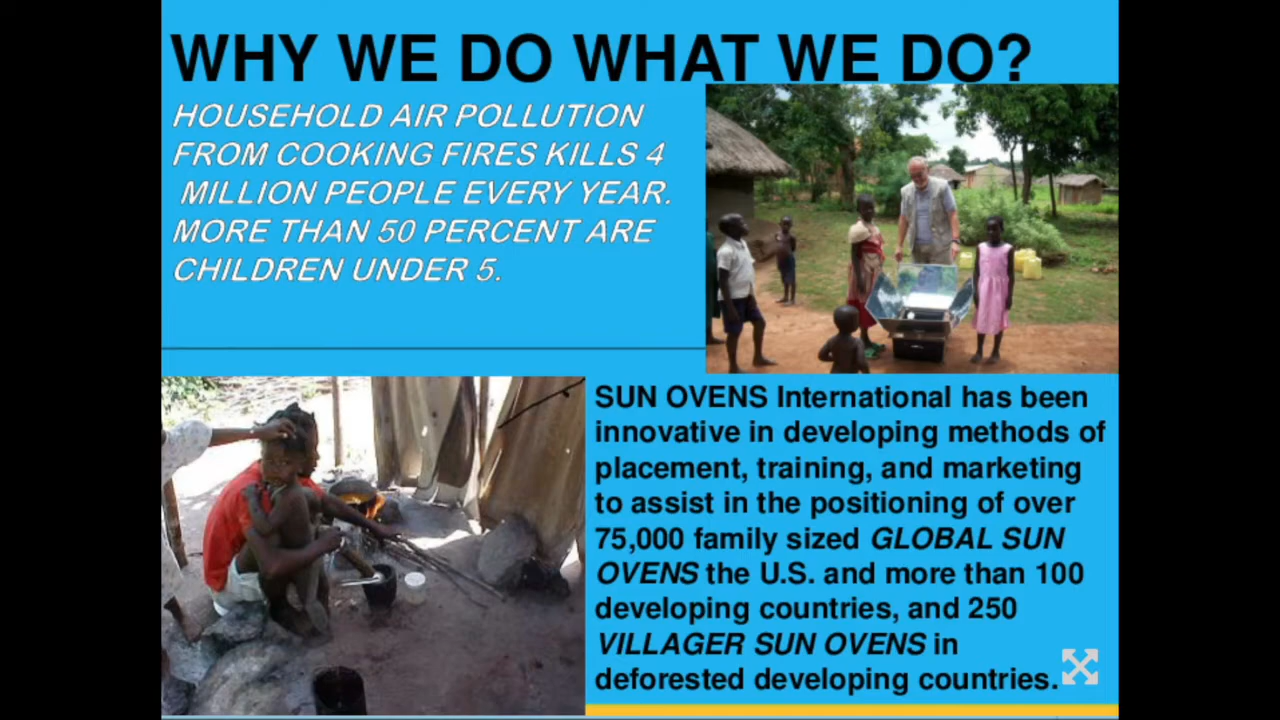 WHY WE DO WHAT WE DO?
HOUSEHOLD AIR POLLUTION
FROM COOKING FIRES KILLS 4
MILLION PEOPLE EVERY YEAR.
MORE THAN 50 PERCENT ARE
CHILDREN UNDER 5.
SUN OVENS International has been
innovative in developing methods of
placement, training, and marketing
to assist in the positioning of over
75,000 family sized GLOBAL SUN
OVENS the U.S. and more than 100
developing countries, and 250
VILLAGER SUN OVENS in
deforested developing countries.